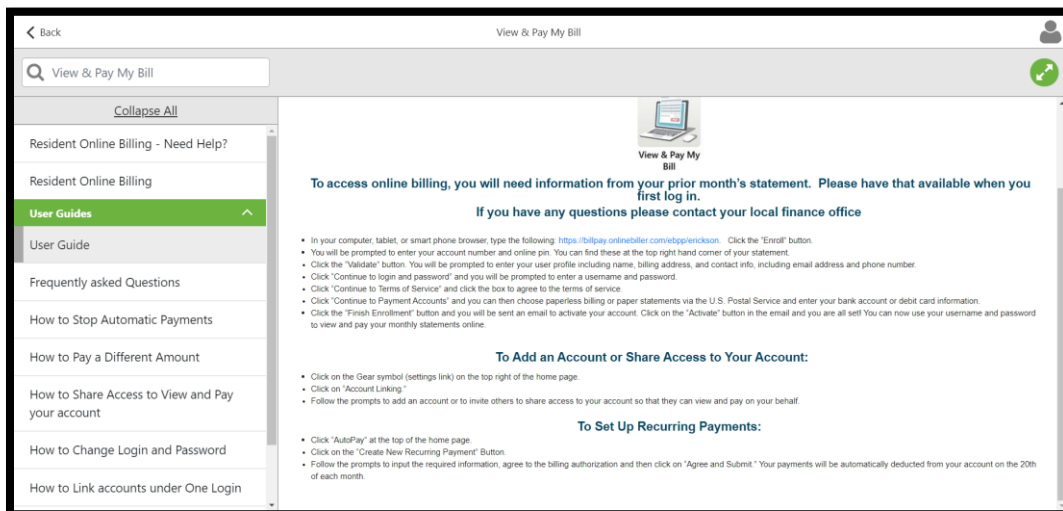 Back
View & Pay My Bill
View & Pay My Bill
Collapse All
Resident Online Billing - Need Help?
Resident Online Billing
User Guides
User Guide
Frequently asked Questions
How to Stop Automatic Payments
How to Pay a Different Amount
How to Share Access to View and Pay
your account
How to Change Login and Password
How to Link accounts under One Login
View & Pay My
Bill
To access online billing, you will need information from your prior month's statement.  Please have that available when you
first log in.
If you have any questions please contact your local finance office
In your computer, tablet, or smart phone browser, type the following: https://billpay.onlinebiller.com/ebpp/erickson.   Click the "Enroll" button.
You will be prompted to enter your account number and online pin. You can find these at the top right hand corner of your statement.
Click the "Validate" button. You will be prompted to enter your user profile including name, billing address, and contact info, including email address and phone number.
Click "Continue to login and password" and you will be prompted to enter a username and password.
Click "Continue to Terms of Service" and click the box to agree to the terms of service.
Click "Continue to Payment Accounts" and you can then choose paperless billing or paper statements via the U.S. Postal Service and enter your bank account or debit card information.
Click the "Finish Enrollment" button and you will be sent an email to activate your account. Click on the "Activate" button in the email and you are all set! You can now use your username and password
to view and pay your monthly statements online.
To Add an Account or Share Access to Your Account:
Click on the Gear symbol (settings link) on the top right of the home page.
Click on "Account Linking."
Follow the prompts to add an account or to invite others to share access to your account so that they can view and pay on your behalf.
To Set Up Recurring Payments:
Click "AutoPay" at the top of the home page.
Click on the "Create New Recurring Payment" Button.
Follow the prompts to input the required information, agree to the billing authorization and then click on "Agree and Submit." Your payments will be automatically deducted from your account on the 20th
of each month.